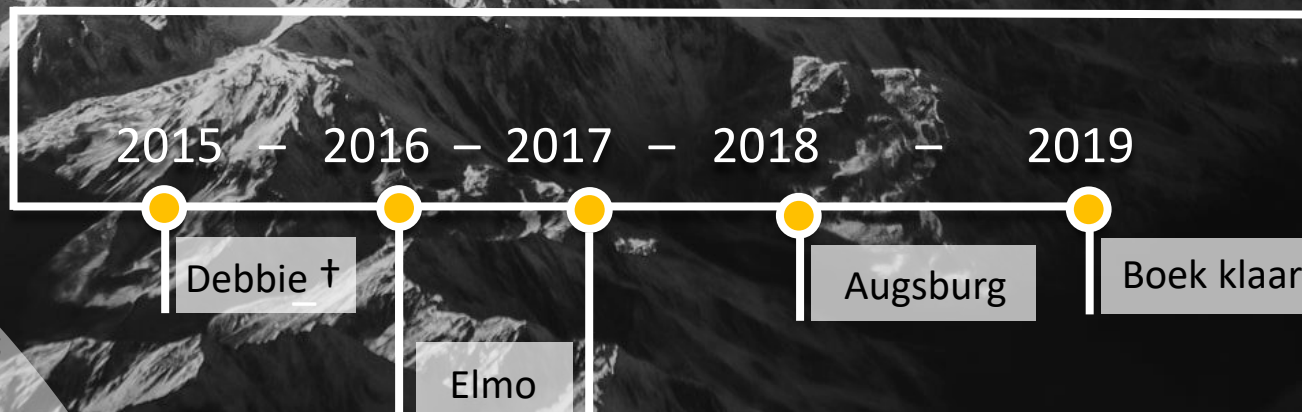 2015 – 2016 – 2017 – 2018 – 2019
Debbie †
Augsburg
Boek klaar
Elmo